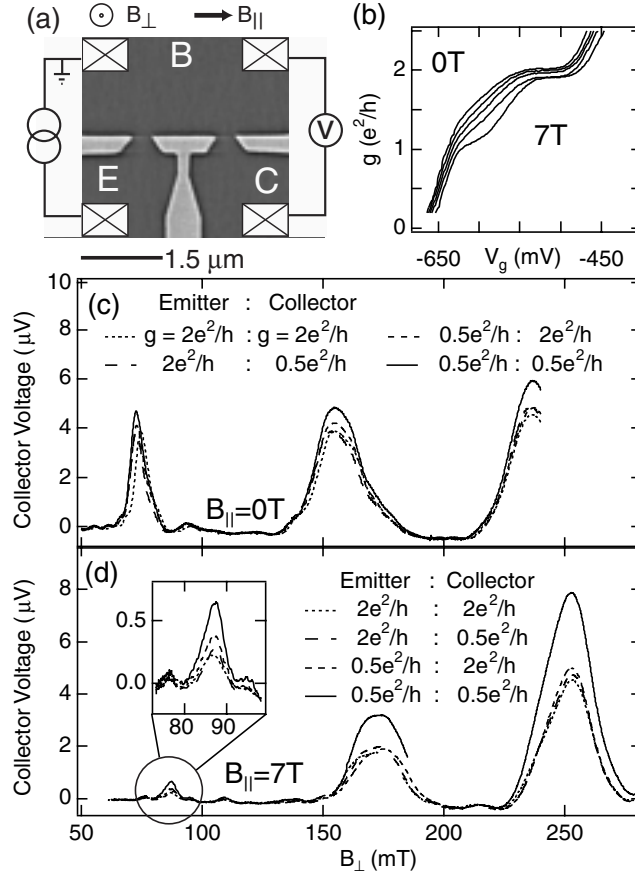 (a)
B⊥
B||
B
E
C
V
1.5 μm
(b)
0T
7T
g (e²/h)
2
1
0
-650
Vg (mV)
-450
(c)
Collector Voltage (μV)
10
8
6
4
2
0
Emitter : Collector
g = 2e²/h : g = 2e²/h
2e²/h : 0.5e²/h
0.5e²/h : 2e²/h
0.5e²/h : 0.5e²/h
B||=0T
(d)
Collector Voltage (μV)
8
6
4
2
0
0.5
0.0
80
90
Emitter : Collector
2e²/h : 2e²/h
2e²/h : 0.5e²/h
0.5e²/h : 2e²/h
0.5e²/h : 0.5e²/h
B||=7T
50
100
150
200
250
B⊥ (mT)